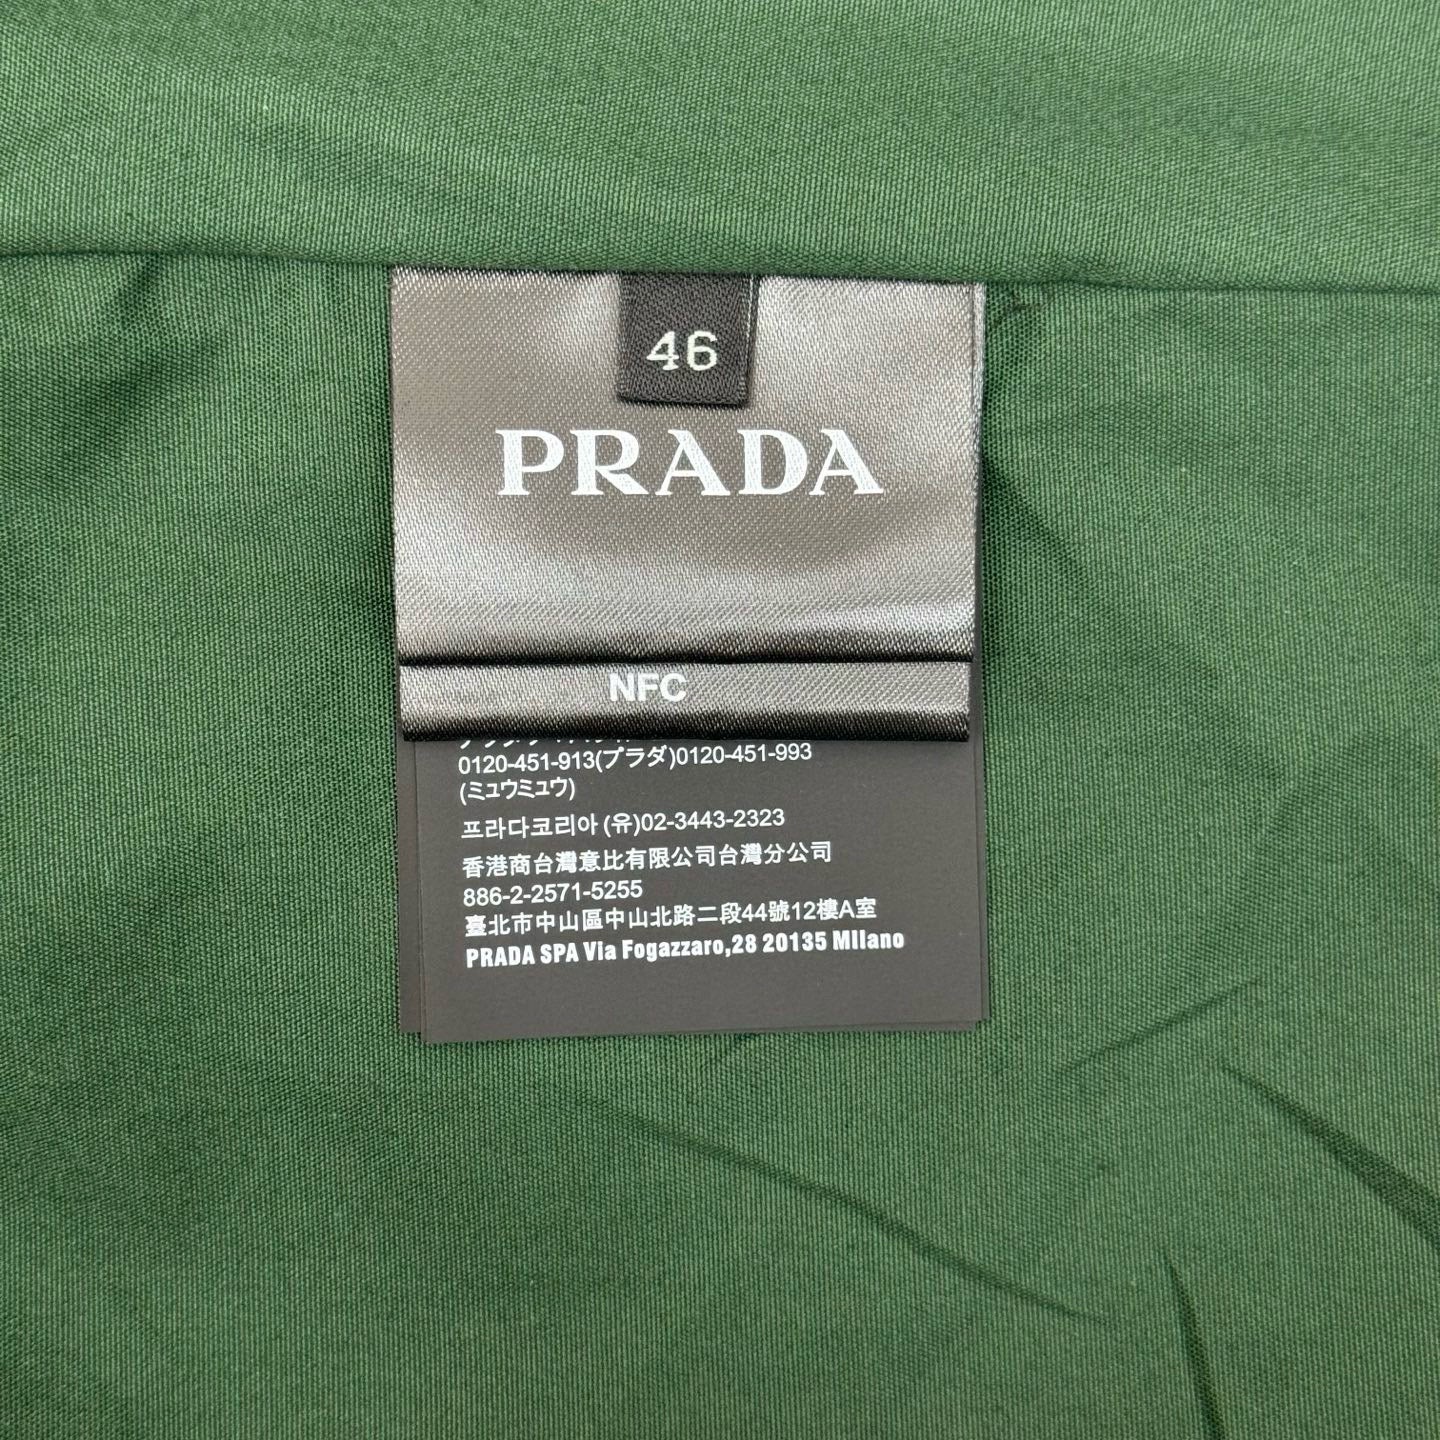 46
PRADA
NFC
0120-451-913(プラダ)0120-451-993
(ミュウミュウ)
프라다코리아 (유)02-3443-2323
香港商台灣意比有限公司台灣分公司
886-2-2571-5255
臺北市中山區中山北路二段44號12樓A室
PRADA SPA Via Fogazzaro,28 20135 MIlano